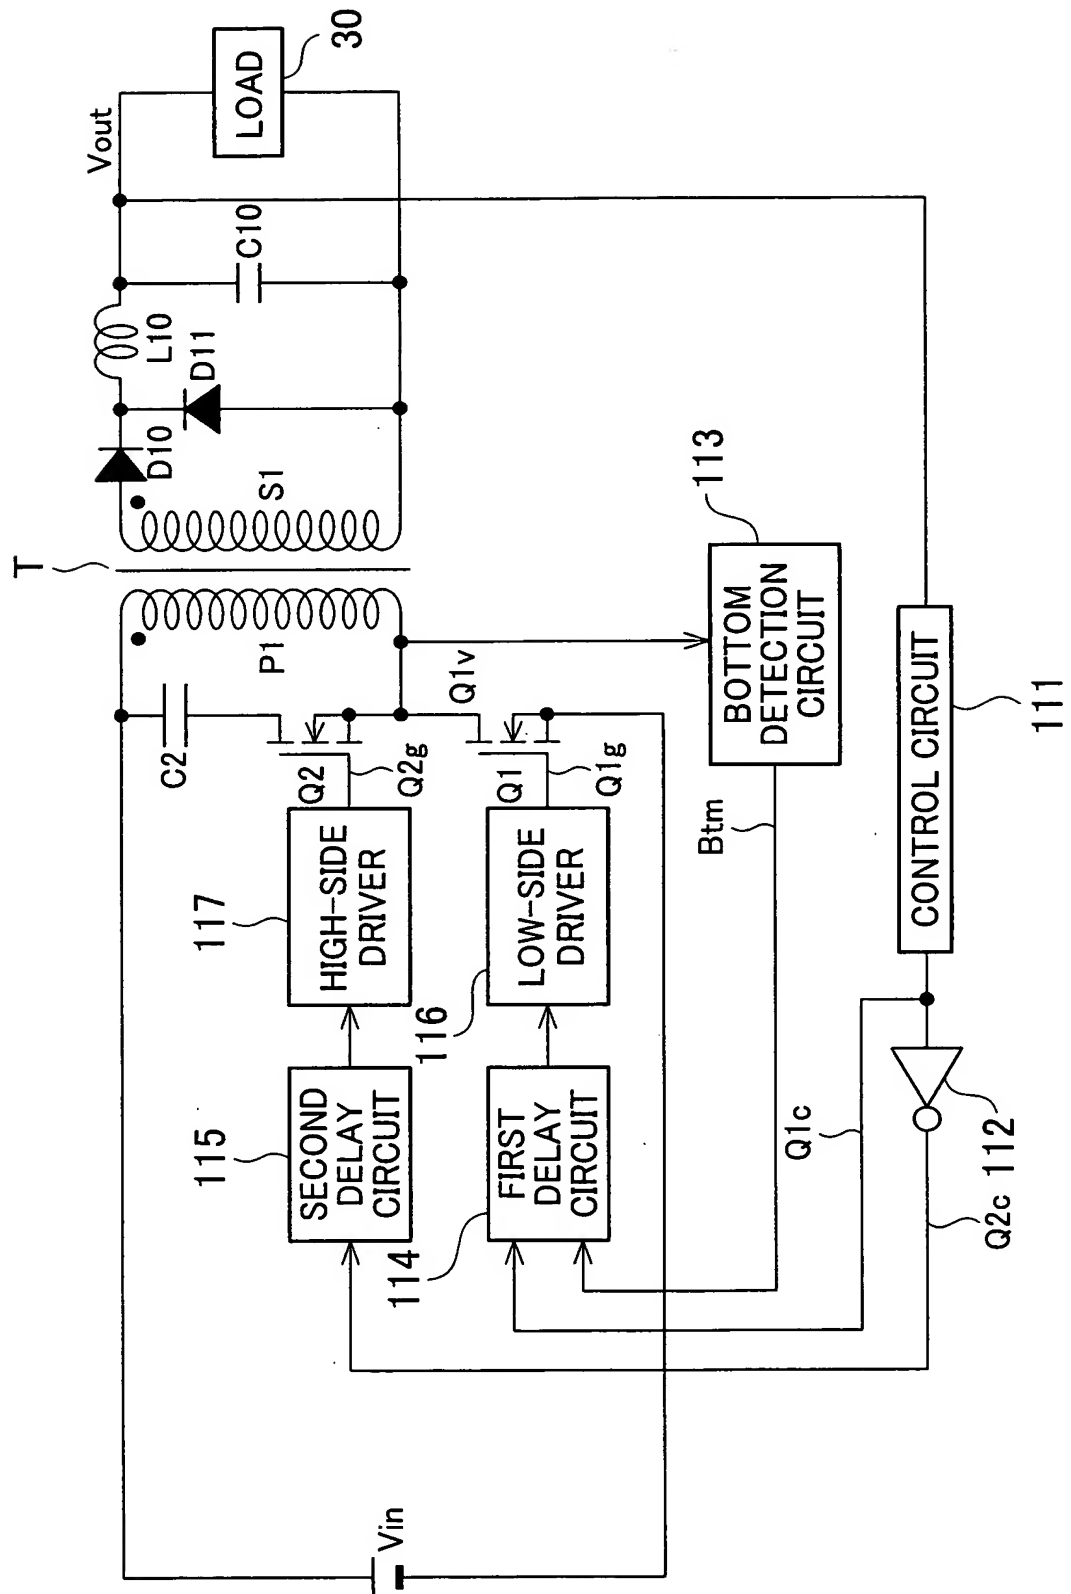 T
Vout
LOAD
30
L10
C10
D10
D11
S1
P1
C2
Q2
Q2g
Q1v
Q1
Q1g
117
HIGH-SIDE
DRIVER
116
LOW-SIDE
DRIVER
115
SECOND
DELAY
CIRCUIT
114
FIRST
DELAY
CIRCUIT
113
BOTTOM
DETECTION
CIRCUIT
Btm
CONTROL CIRCUIT
111
Q1c
112
Q2c
Vin